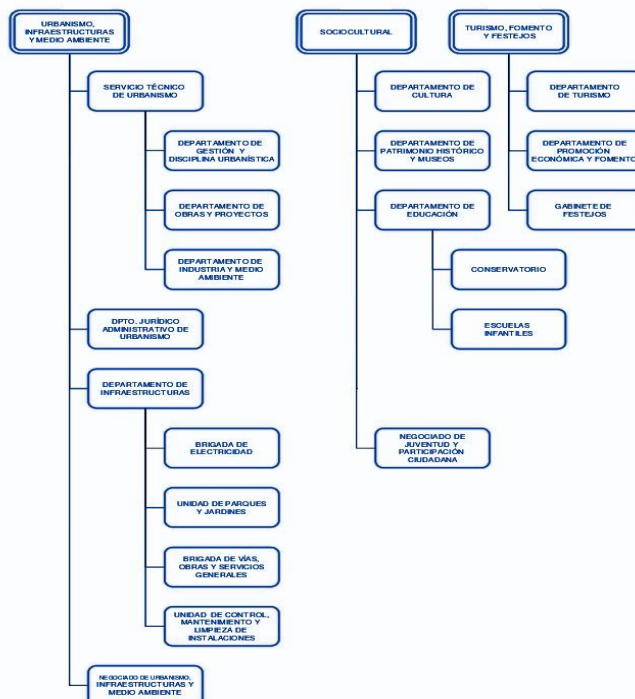 URBANISMO,
INFRAESTRUCTURAS
Y MEDIO AMBIENTE
SERVICIO TÉCNICO
DE URBANISMO
DEPARTAMENTO DE
GESTIÓN Y
DISCIPLINA URBANÍSTICA
DEPARTAMENTO DE
OBRAS Y PROYECTOS
DEPARTAMENTO DE
INDUSTRIA Y MEDIO
AMBIENTE
DPTO. JURÍDICO
ADMINISTRATIVO DE
URBANISMO
DEPARTAMENTO DE
INFRAESTRUCTURAS
BRIGADA DE
ELECTRICIDAD
UNIDAD DE PARQUES
Y JARDINES
BRIGADA DE VÍAS,
OBRAS Y SERVICIOS
GENERALES
UNIDAD DE CONTROL,
MANTENIMIENTO Y
LIMPIEZA DE
INSTALACIONES
NEGOCIADO DE URBANISMO,
INFRAESTRUCTURAS Y
MEDIO AMBIENTE
SOCIOCULTURAL
DEPARTAMENTO DE
CULTURA
DEPARTAMENTO DE
PATRIMONIO HISTÓRICO
Y MUSEOS
DEPARTAMENTO DE
EDUCACIÓN
CONSERVATORIO
ESCUELAS
INFANTILES
NEGOCIADO DE
JUVENTUD Y
PARTICIPACIÓN
CIUDADANA
TURISMO, FOMENTO
Y FESTEJOS
DEPARTAMENTO
DE TURISMO
DEPARTAMENTO DE
PROMOCIÓN
ECONÓMICA Y FOMENTO
GABINETE DE
FESTEJOS